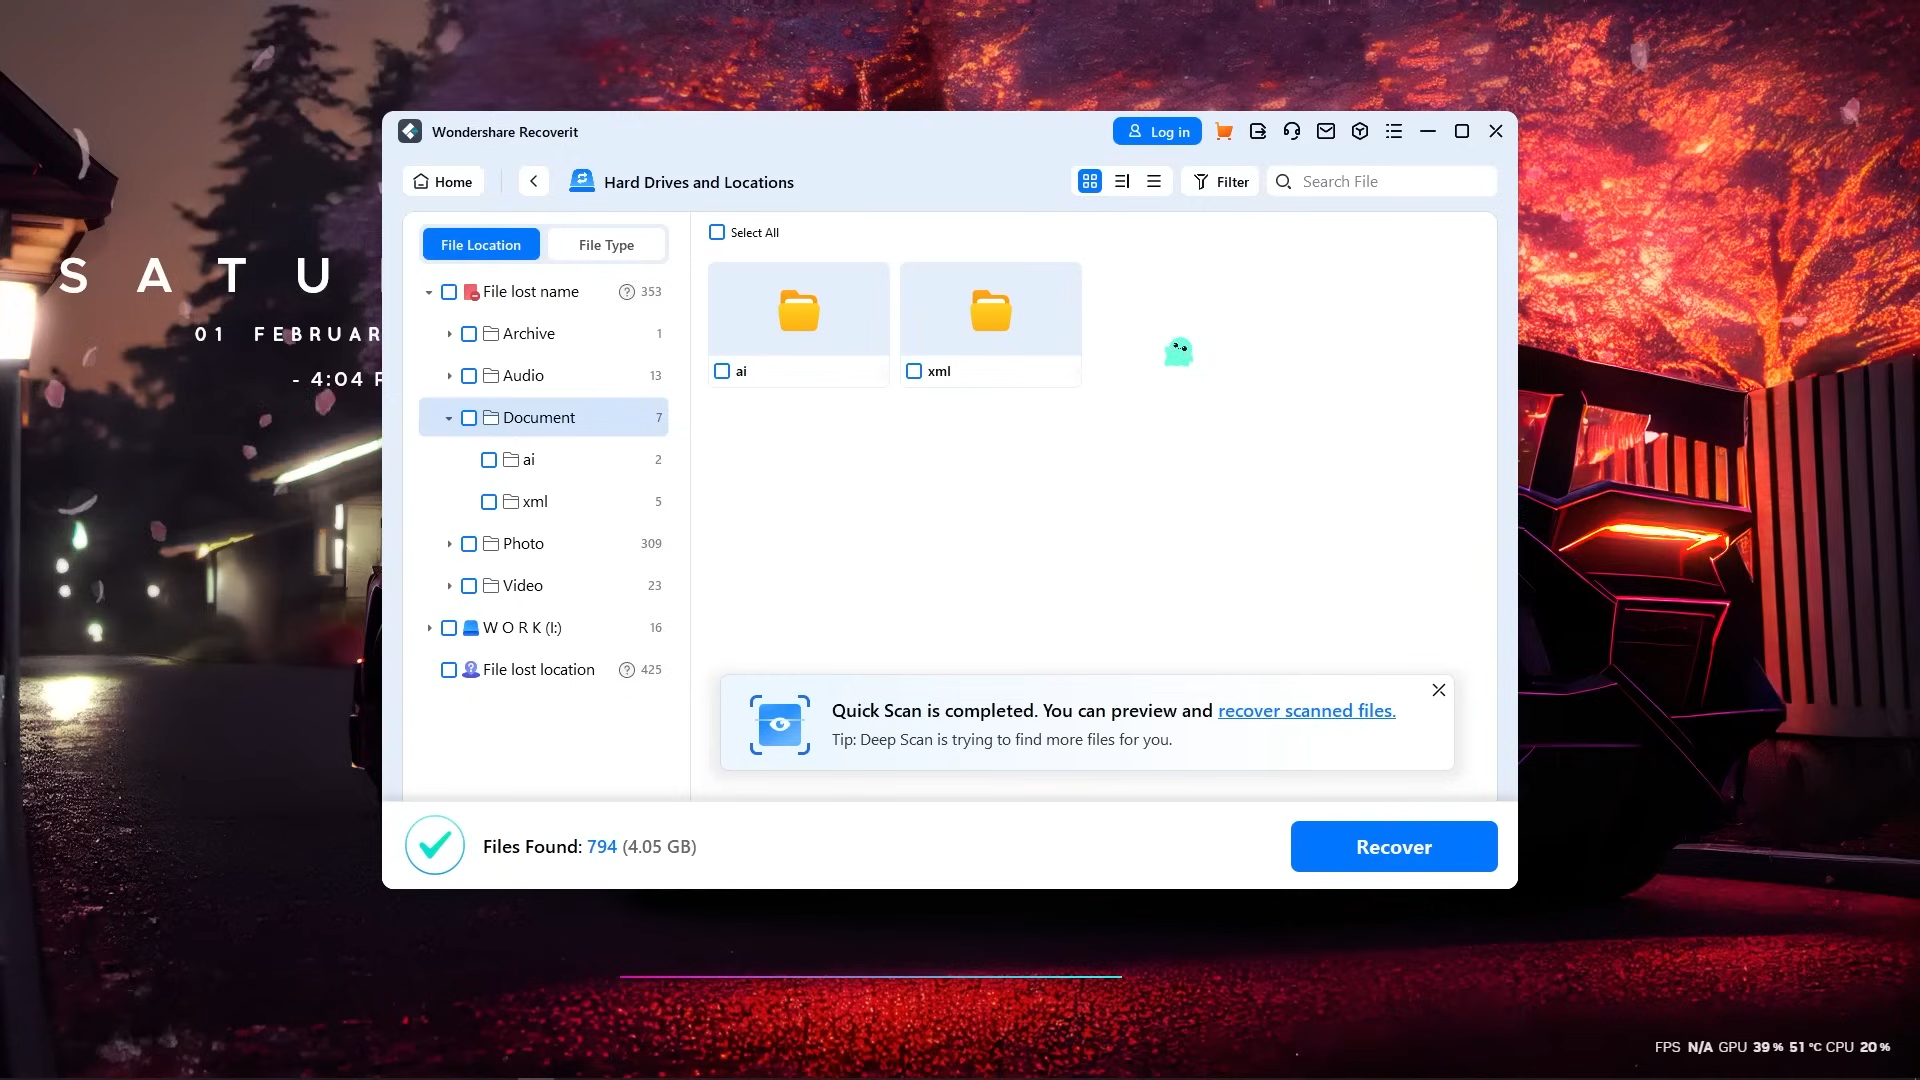 Wondershare Recoverit
Log in
Home
Hard Drives and Locations
Filter
Search File
File Location
File Type
Select All
File lost name 353
Archive 1
Audio 13
Document 7
ai 2
xml 5
Photo 309
Video 23
W O R K (I:) 16
File lost location 425
ai
xml
Quick Scan is completed. You can preview and recover scanned files.
Tip: Deep Scan is trying to find more files for you.
Files Found: 794 (4.05 GB)
Recover
S A T U
01 FEBRUAR
- 4:04
FPS N/A GPU 39% 51°C CPU 20%